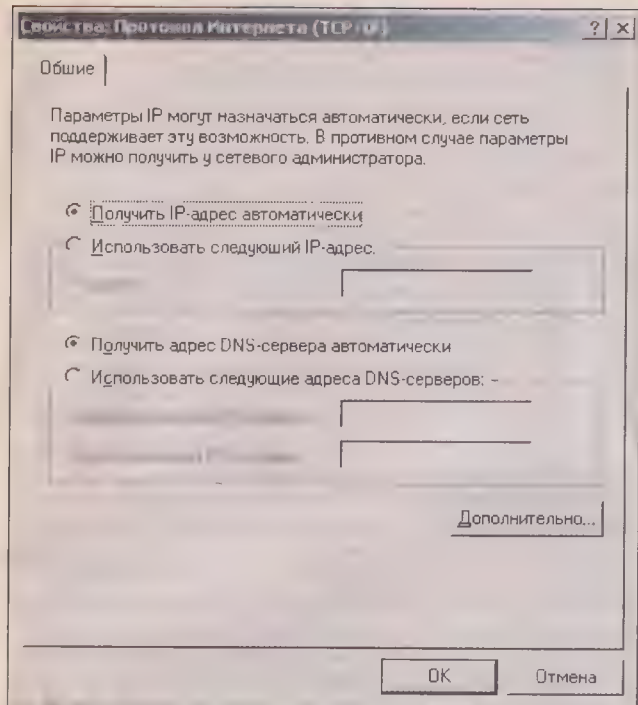 Свойства: Протокол Интернета (TCP/IP)
? ×
Обшие
Параметры IP могут назначаться автоматически, если сеть
поддерживает эту возможность. В противном случае параметры
IP можно получить у сетевого администратора.
Получить IP-адрес автоматически
Использовать следуюший IP-адрес.
Получить адрес DNS-сервера автоматически
Использовать следующие адреса DNS-серверов: -
Дополнительно...
OK
Отмена